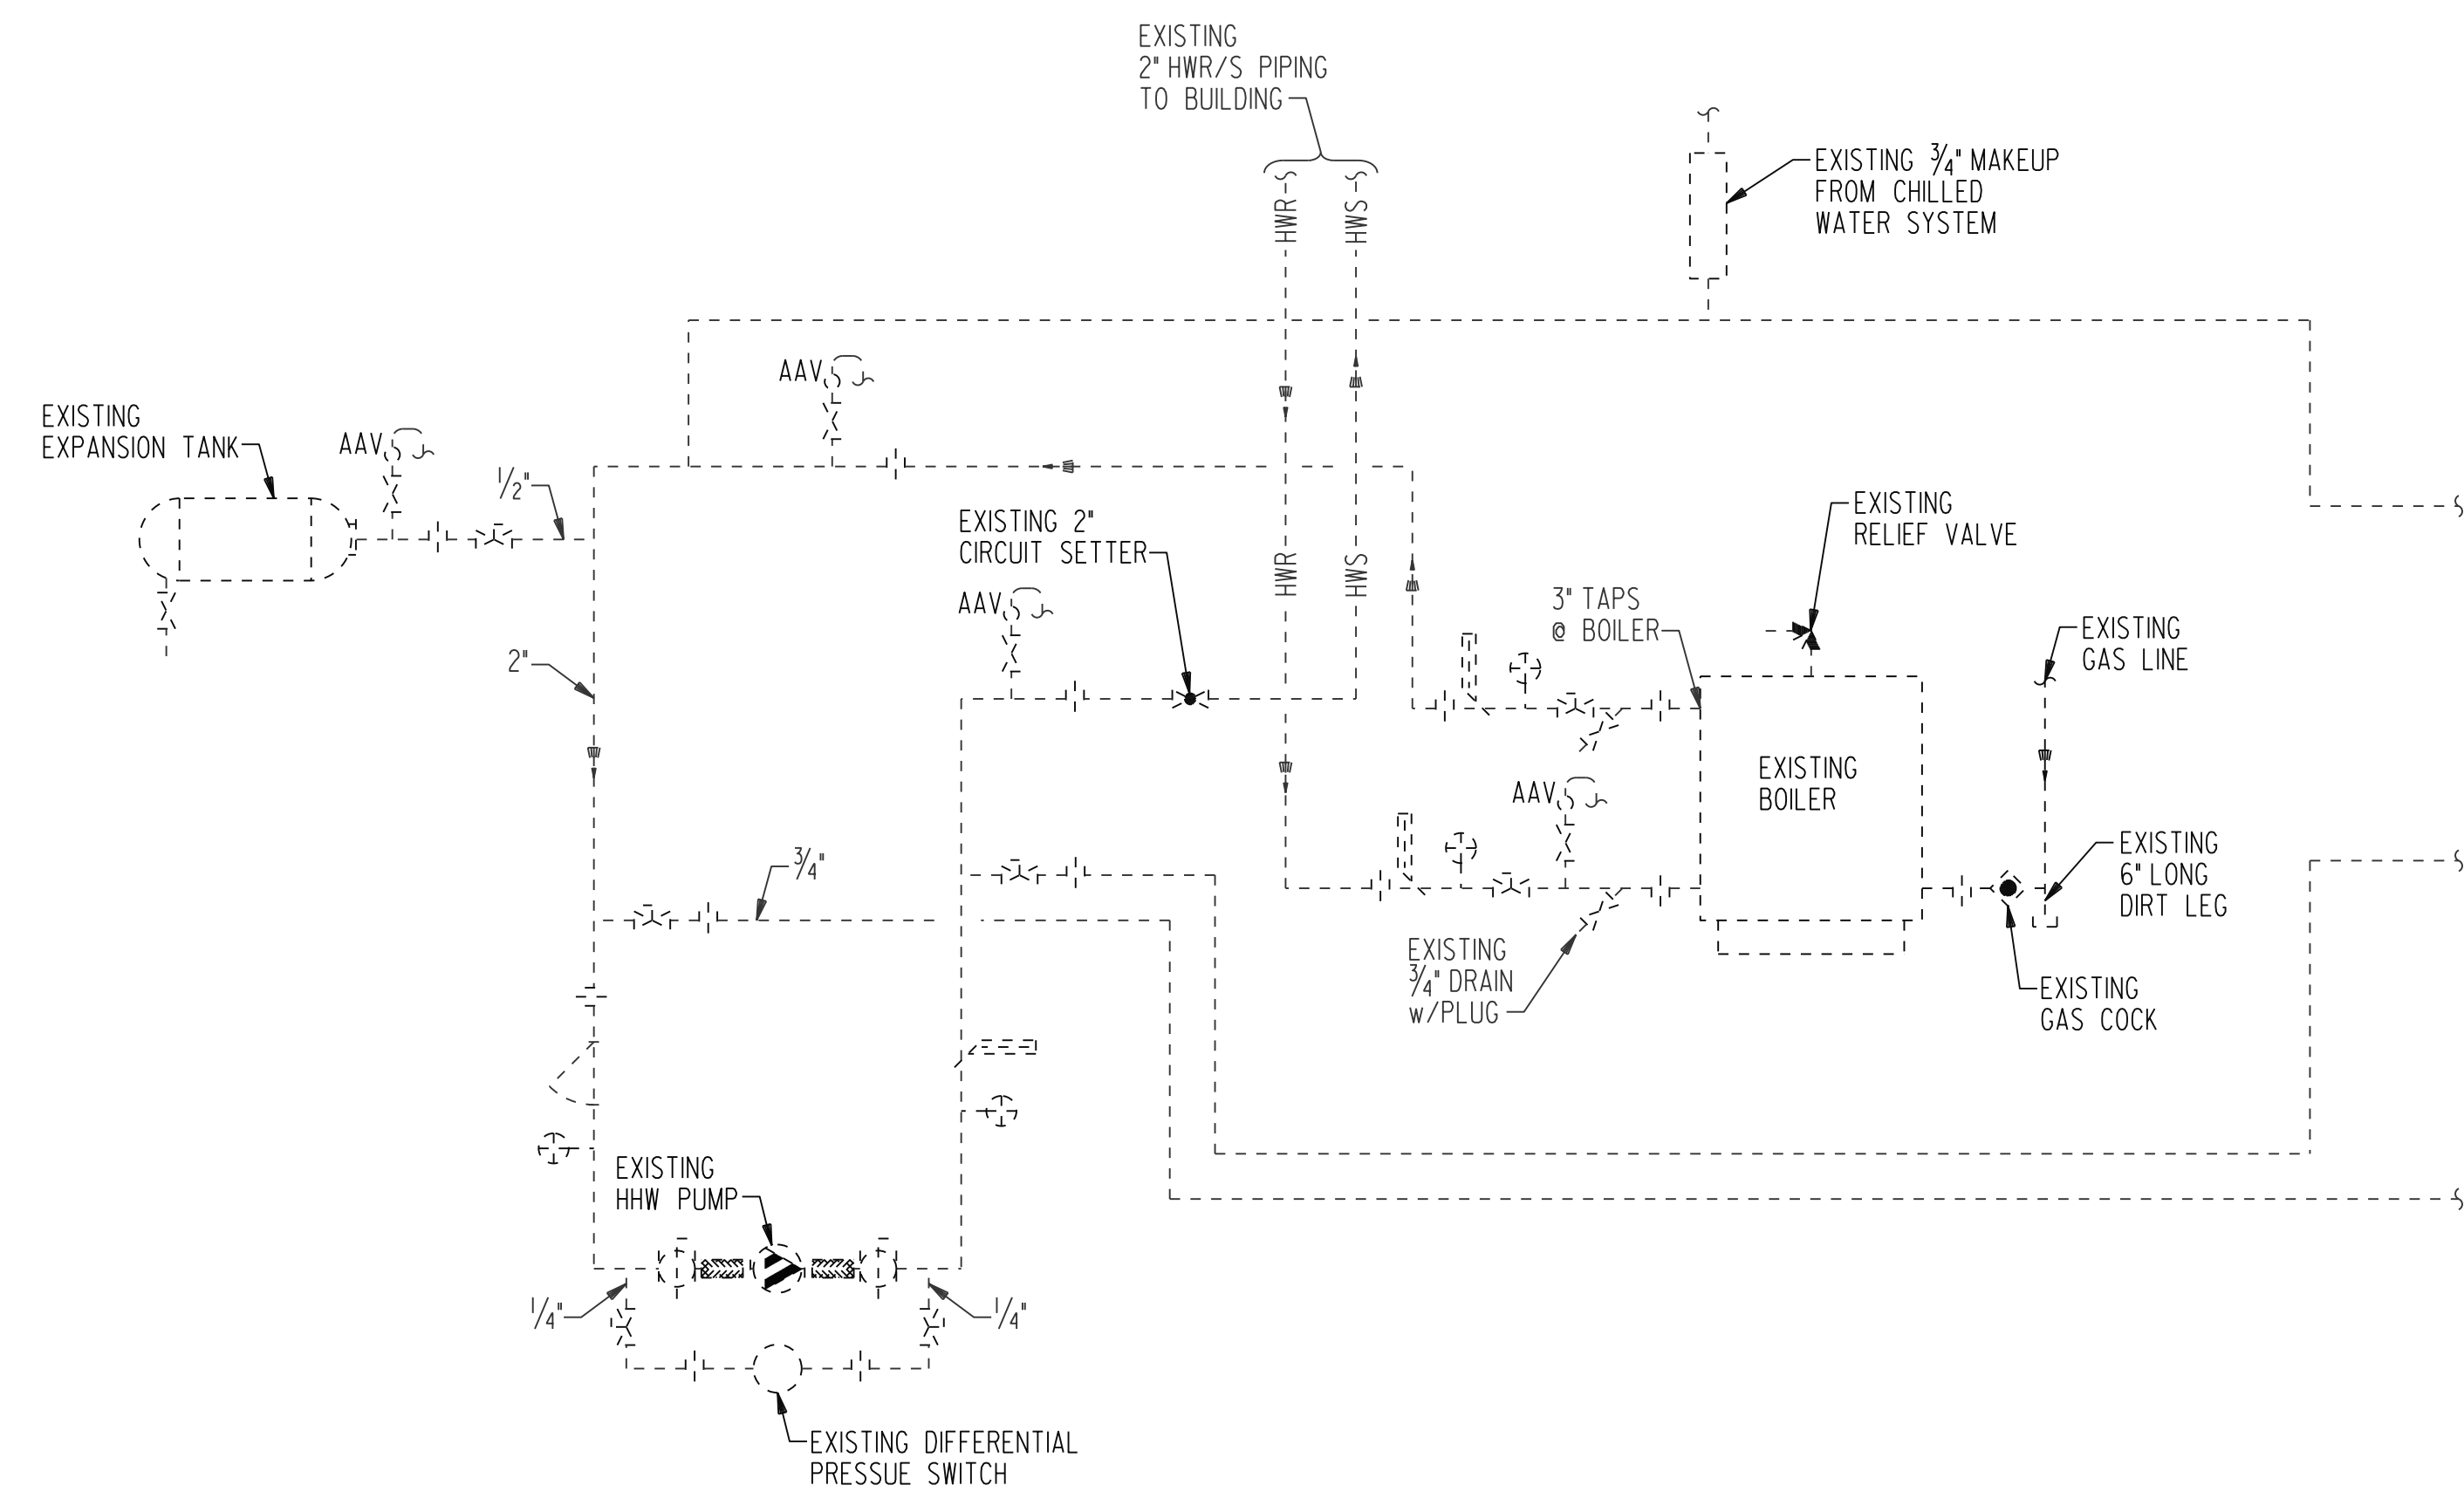 EXISTING
2" HWR/S PIPING
TO BUILDING
EXISTING 3/4" MAKEUP
FROM CHILLED
WATER SYSTEM
HWR
HWS
AAV
EXISTING
EXPANSION TANK
AAV
1/2"
EXISTING 2"
CIRCUIT SETTER
EXISTING
RELIEF VALVE
HWR
HWS
AAV
3" TAPS
@ BOILER
EXISTING
GAS LINE
2"
EXISTING
BOILER
AAV
3/4"
EXISTING
6" LONG
DIRT LEG
EXISTING
3/4" DRAIN
W/PLUG
EXISTING
GAS COCK
EXISTING
HHW PUMP
1/4"
1/4"
EXISTING DIFFERENTIAL
PRESSUE SWITCH